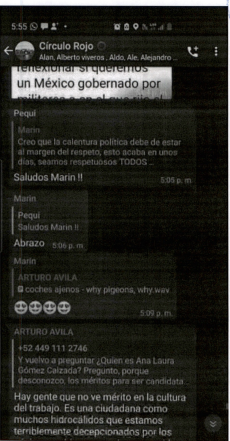 5:55
Círculo Rojo
Alan, Alberto viveros, Aldo, Ale, Alejandro ...
reflexionar si queremos
un México gobernado por
militares o en el que rija el
Pequi
Marin
Creo que la calentura política debe de estar
al margen del respeto, esto acaba en unos
días, seamos respetuosos TODOS ..
Saludos Marin !!
5:05 p. m.
Marin
Pequi
Saludos Marin !!
Abrazo 5:06 p. m.
Marin
ARTURO AVILA
coches ajenos - why pigeons, why.wav
5:09 p. m.
ARTURO AVILA
+52 449 111 2746
Y vuelvo a preguntar ¿Quien es Ana Laura
Gómez Calzada? Pregunto, porque
desconozco, los méritos para ser candidata.
Hay gente que no ve mérito en la cultura
del trabajo. Es una ciudadana como
muchos hidrocalidos que estamos
terriblemente decepcionados por los